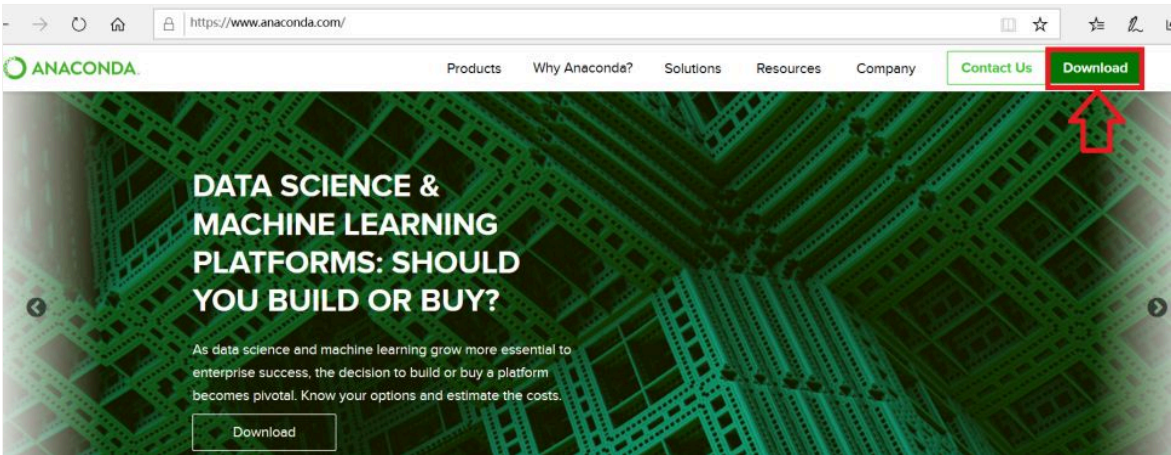 https://www.anaconda.com/
ANACONDA.
Products Why Anaconda? Solutions Resources Company Contact Us Download
DATA SCIENCE &
MACHINE LEARNING
PLATFORMS: SHOULD
YOU BUILD OR BUY?
As data science and machine learning grow more essential to
enterprise success, the decision to build or buy a platform
becomes pivotal. Know your options and estimate the costs.
Download